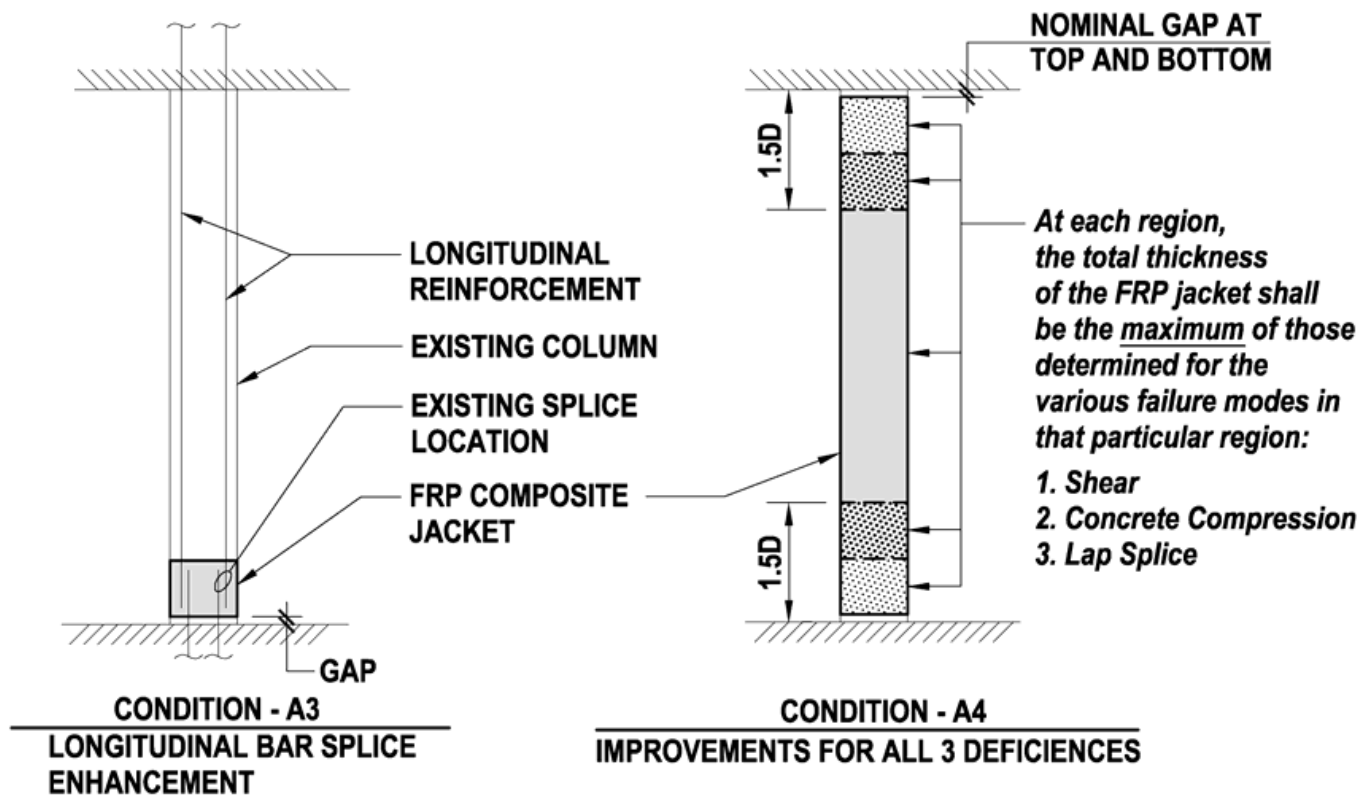 NOMINAL GAP AT
TOP AND BOTTOM
1.5D
At each region,
the total thickness
of the FRP jacket shall
be the maximum of those
determined for the
various failure modes in
that particular region:
1. Shear
2. Concrete Compression
3. Lap Splice
LONGITUDINAL
REINFORCEMENT
EXISTING COLUMN
EXISTING SPLICE
LOCATION
FRP COMPOSITE
JACKET
1.5D
GAP
CONDITION - A3
LONGITUDINAL BAR SPLICE
ENHANCEMENT
CONDITION - A4
IMPROVEMENTS FOR ALL 3 DEFICIENCES